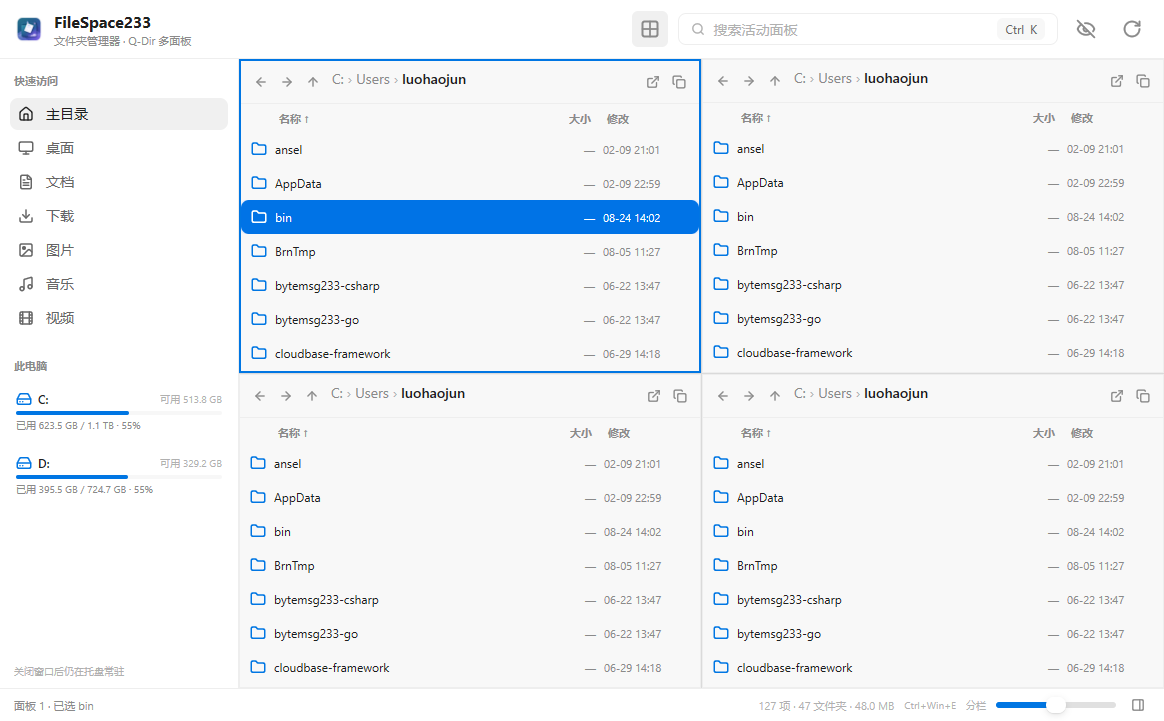 FileSpace233
文件夹管理器 · Q-Dir 多面板
搜索活动面板 Ctrl K
快速访问
主目录
桌面
文档
下载
图片
音乐
视频
此电脑
C: 可用 513.8 GB
已用 623.5 GB / 1.1 TB · 55%
D: 可用 329.2 GB
已用 395.5 GB / 724.7 GB · 55%
关闭窗口后仍在托盘常驻
C: › Users › luohaojun
名称 ↑ 大小 修改
ansel — 02-09 21:01
AppData — 02-09 22:59
bin — 08-24 14:02
BrnTmp — 08-05 11:27
bytemsg233-csharp — 06-22 13:47
bytemsg233-go — 06-22 13:47
cloudbase-framework — 06-29 14:18
C: › Users › luohaojun
名称 ↑ 大小 修改
ansel — 02-09 21:01
AppData — 02-09 22:59
bin — 08-24 14:02
BrnTmp — 08-05 11:27
bytemsg233-csharp — 06-22 13:47
bytemsg233-go — 06-22 13:47
cloudbase-framework — 06-29 14:18
C: › Users › luohaojun
名称 ↑ 大小 修改
ansel — 02-09 21:01
AppData — 02-09 22:59
bin — 08-24 14:02
BrnTmp — 08-05 11:27
bytemsg233-csharp — 06-22 13:47
bytemsg233-go — 06-22 13:47
cloudbase-framework — 06-29 14:18
C: › Users › luohaojun
名称 ↑ 大小 修改
ansel — 02-09 21:01
AppData — 02-09 22:59
bin — 08-24 14:02
BrnTmp — 08-05 11:27
bytemsg233-csharp — 06-22 13:47
bytemsg233-go — 06-22 13:47
cloudbase-framework — 06-29 14:18
面板 1 · 已选 bin
127 项 · 47 文件夹 · 48.0 MB Ctrl+Win+E 分栏